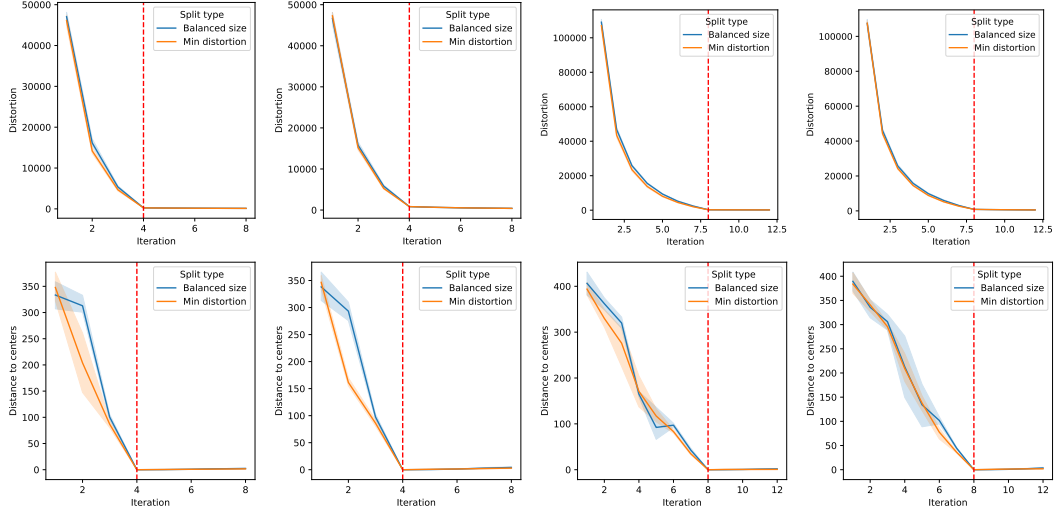 50000
40000
30000
20000
10000
0
Distortion
2 4 6 8
Iteration
Split type
Balanced size
Min distortion
50000
40000
30000
20000
10000
0
Distortion
2 4 6 8
Iteration
Split type
Balanced size
Min distortion
100000
80000
60000
40000
20000
0
Distortion
2.5 5.0 7.5 10.0 12.5
Iteration
Split type
Balanced size
Min distortion
100000
80000
60000
40000
20000
0
Distortion
2.5 5.0 7.5 10.0 12.5
Iteration
Split type
Balanced size
Min distortion
350
300
250
200
150
100
50
0
Distance to centers
2 4 6 8
Iteration
Split type
Balanced size
Min distortion
350
300
250
200
150
100
50
0
Distance to centers
2 4 6 8
Iteration
Split type
Balanced size
Min distortion
400
300
200
100
0
Distance to centers
2 4 6 8 10 12
Iteration
Split type
Balanced size
Min distortion
400
350
300
250
200
150
100
50
0
Distance to centers
2 4 6 8 10 12
Iteration
Split type
Balanced size
Min distortion